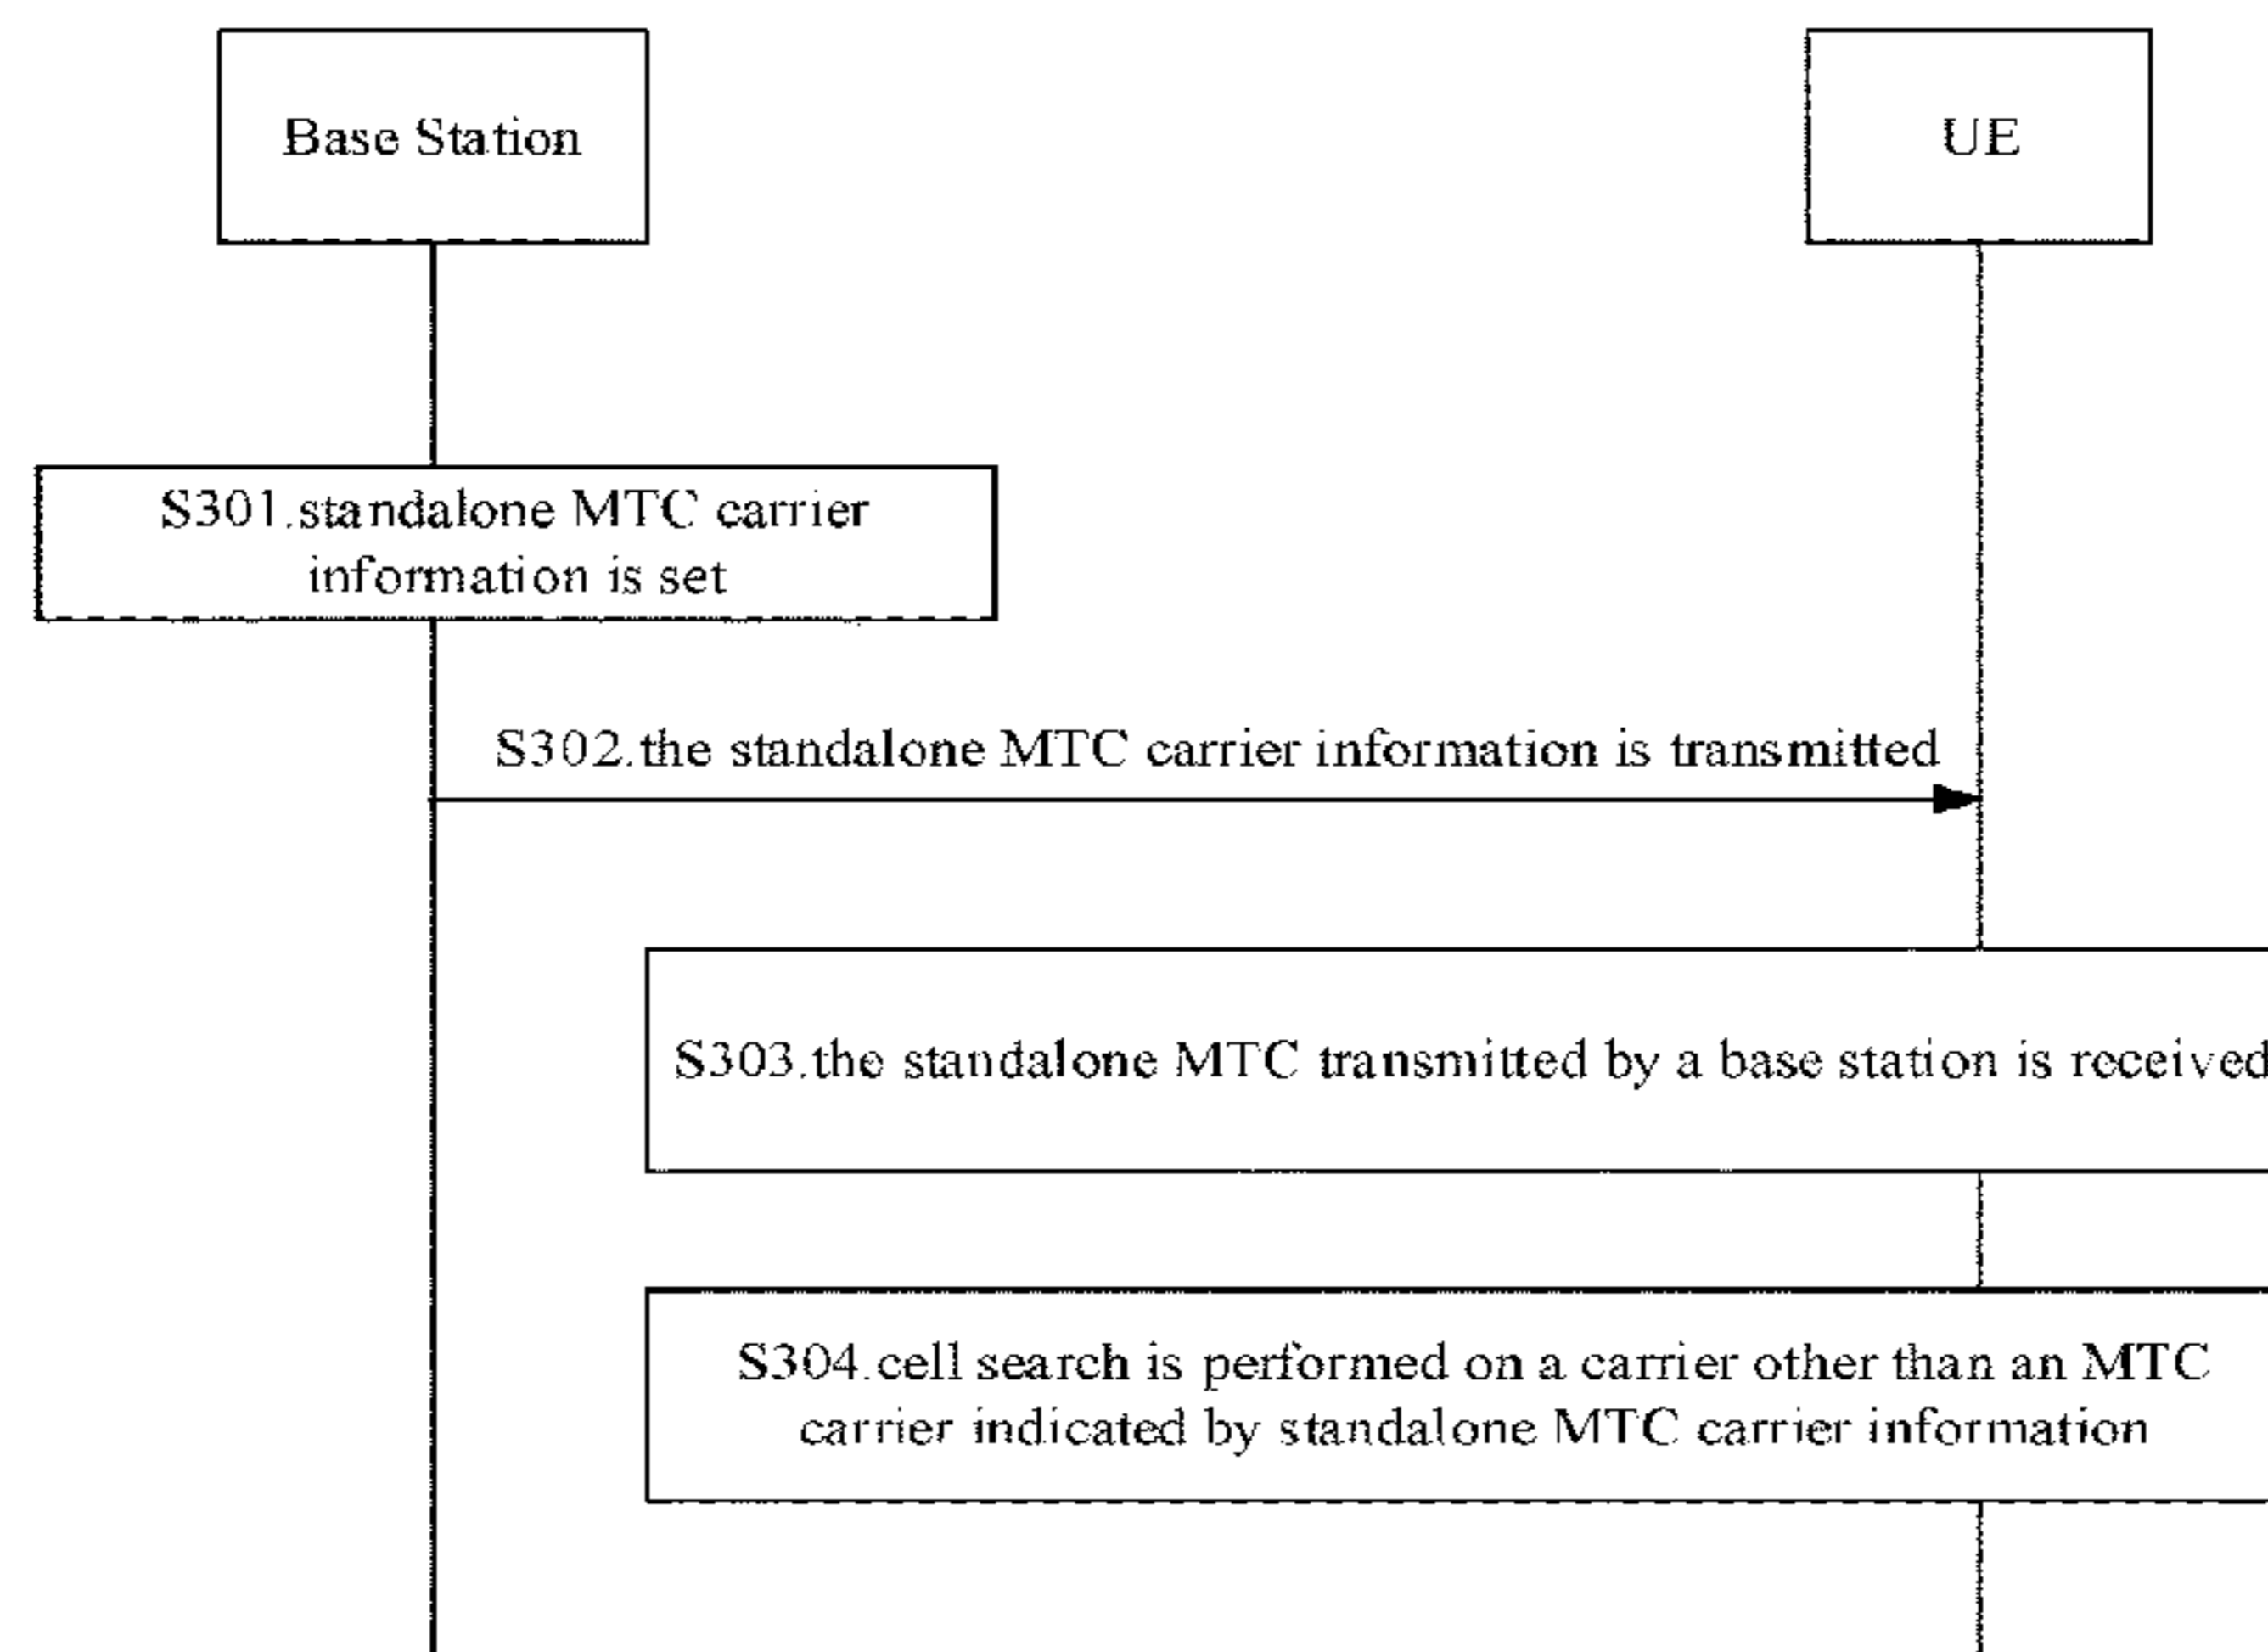 Base Station
UE
S301.standalone MTC carrier
information is set
S302.the standalone MTC carrier information is transmitted
S303.the standalone MTC transmitted by a base station is received
S304.cell search is performed on a carrier other than an MTC
carrier indicated by standalone MTC carrier information